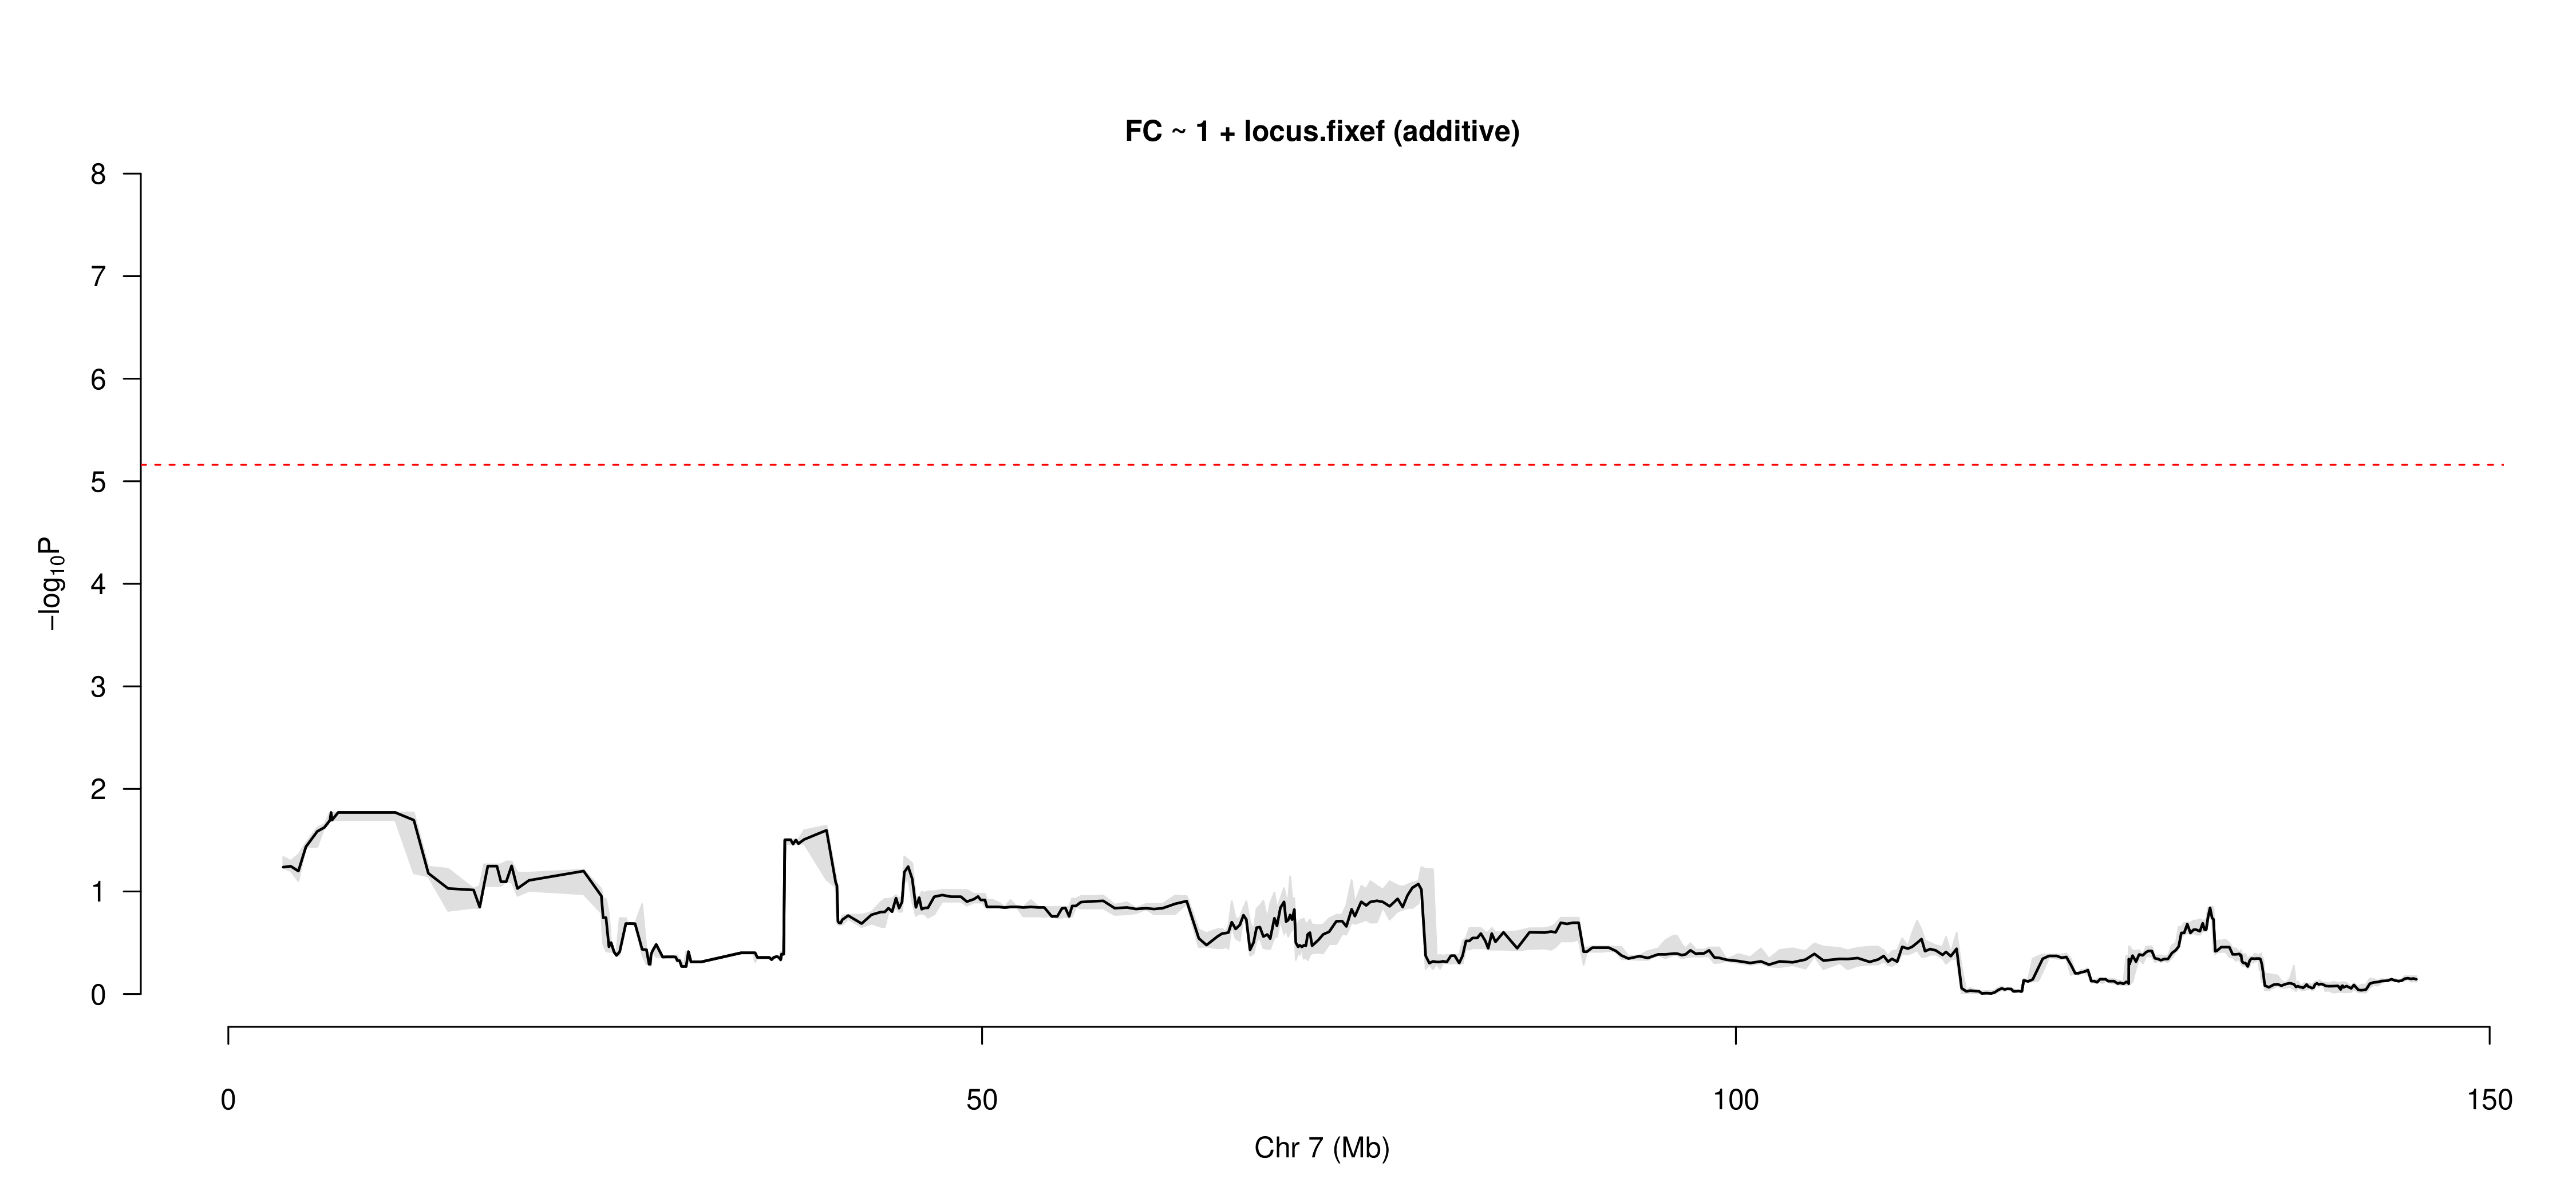 FC ~ 1 + locus.fixef (additive)
8
7
6
5
4
3
2
1
0
−log₁₀P
0 50 100 150
Chr 7 (Mb)